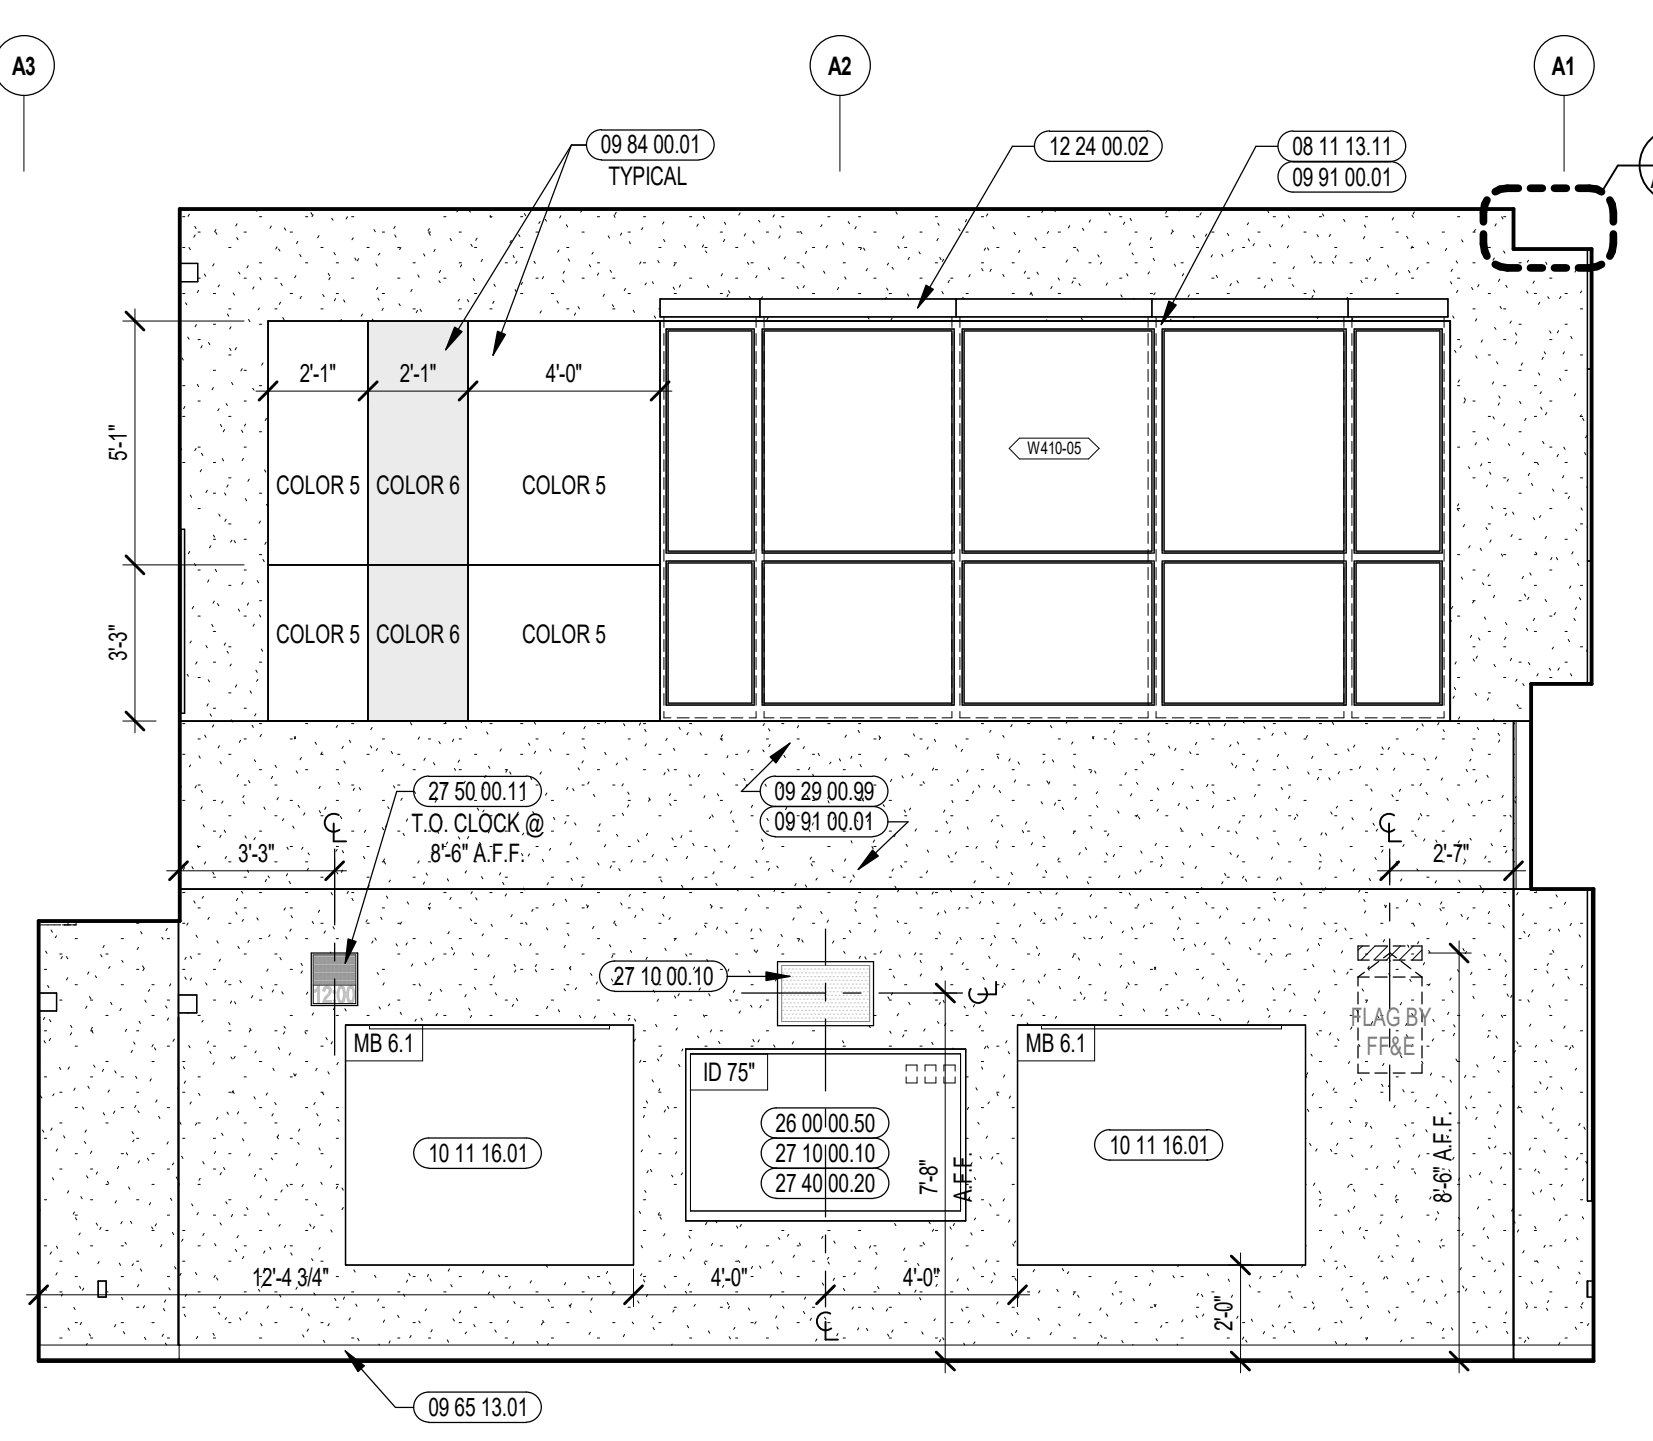 A3
A2
A1
09 84 00.01
TYPICAL
12 24 00.02
08 11 13.11
09 91 00.01
2'-1"
2'-1"
4'-0"
5'-1"
W410-05
COLOR 5
COLOR 6
COLOR 5
3'-3"
COLOR 5
COLOR 6
COLOR 5
27 50 00.11
T.O. CLOCK @
8'-6" A.F.F.
09 29 00.99
09 91 00.01
3'-3"
2'-7"
12:00
27 10 00.10
FLAG BY
FF&E
MB 6.1
ID 75"
MB 6.1
26 00 00.50
27 10 00.10
27 40 00.20
10 11 16.01
10 11 16.01
7'-8"
A.F.F.
8'-6" A.F.F.
12'-4 3/4"
4'-0"
4'-0"
2'-0"
09 65 13.01